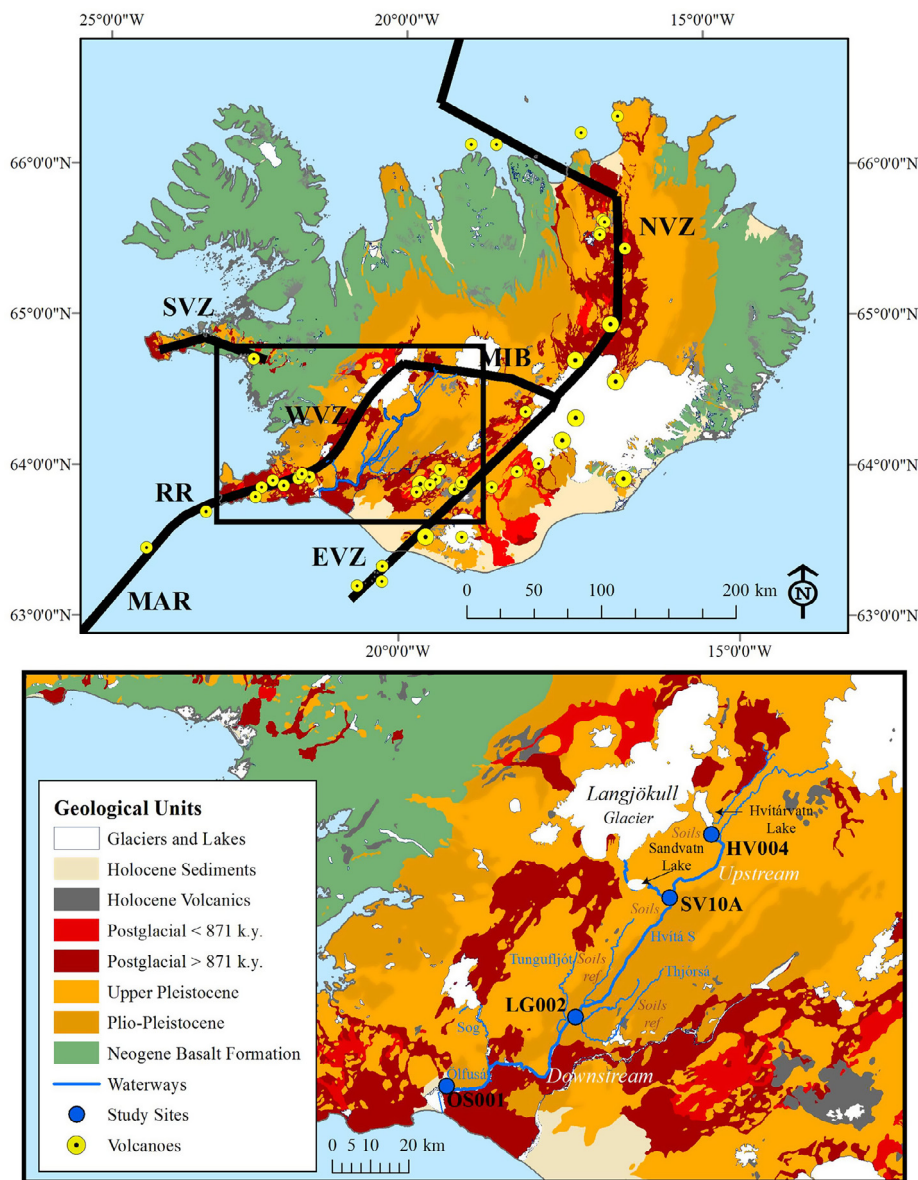 25°0'0"W
20°0'0"W
15°0'0"W
66°0'0"N
66°0'0"N
NVZ
65°0'0"N
65°0'0"N
SVZ
MIB
WVZ
64°0'0"N
64°0'0"N
RR
EVZ
MAR
0 25 50 100 150 200 km
N
63°0'0"N
63°0'0"N
20°0'0"W
15°0'0"W
Langjökull
Glacier
Hvítárvatn
Lake
Soils
HV004
Sandvatn
Lake
Upstream
SV10A
Soils
Hvítá S
Tungufljót
Soils
ref
Thjórsá
LG002
Soils
ref
Sog
Downstream
Olfusá
OS001
0 5 10 20 km
Geological Units
Glaciers and Lakes
Holocene Sediments
Holocene Volcanics
Postglacial < 871 k.y.
Postglacial > 871 k.y.
Upper Pleistocene
Plio-Pleistocene
Neogene Basalt Formation
Waterways
Study Sites
Volcanoes